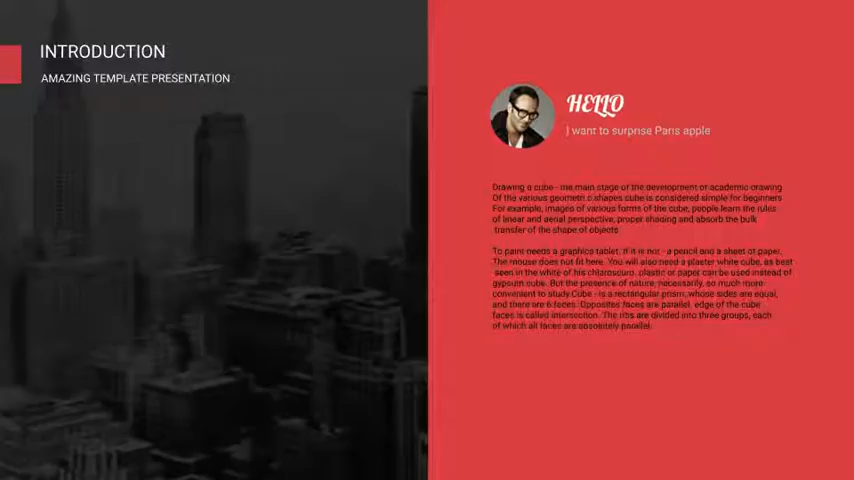 INTRODUCTION
AMAZING TEMPLATE PRESENTATION
HELLO
I want to surprise Paris apple
Drawing a cube - the main stage of the development of academic drawing
Of the various geometric shapes cube is considered simple for beginners
For example, images of various forms of the cube, people learn the rules
of linear and aerial perspective, proper shading and absorb the bulk
transfer of the shape of objects
To paint needs a graphics tablet. If it is not - a pencil and a sheet of paper.
The mouse does not fit here. You will also need a plaster white cube, as best
seen in the white of his chiaroscuro. plastic or paper can be used instead of
gypsum cube. But the presence of nature, necessarily, so much more
convenient to study.Cube - is a rectangular prism, whose sides are equal,
and there are 6 faces. Opposites faces are parallel. edge of the cube
faces is called intersection. The ribs are divided into three groups, each
of which all faces are absolutely parallel.